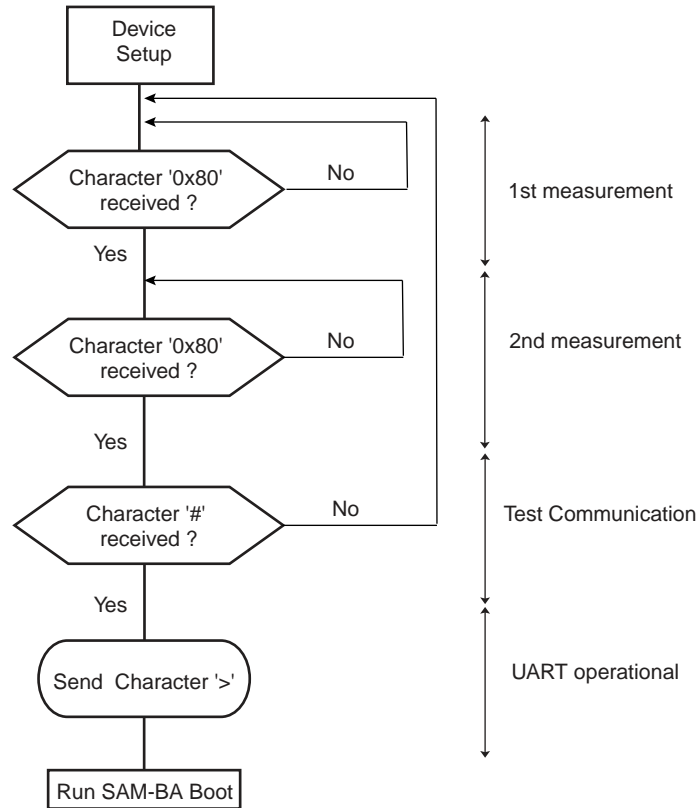 Device
Setup
Character '0x80'
received ?
No
1st measurement
Yes
Character '0x80'
received ?
No
2nd measurement
Yes
Character '#'
received ?
No
Test Communication
Yes
Send Character '>'
UART operational
Run SAM-BA Boot